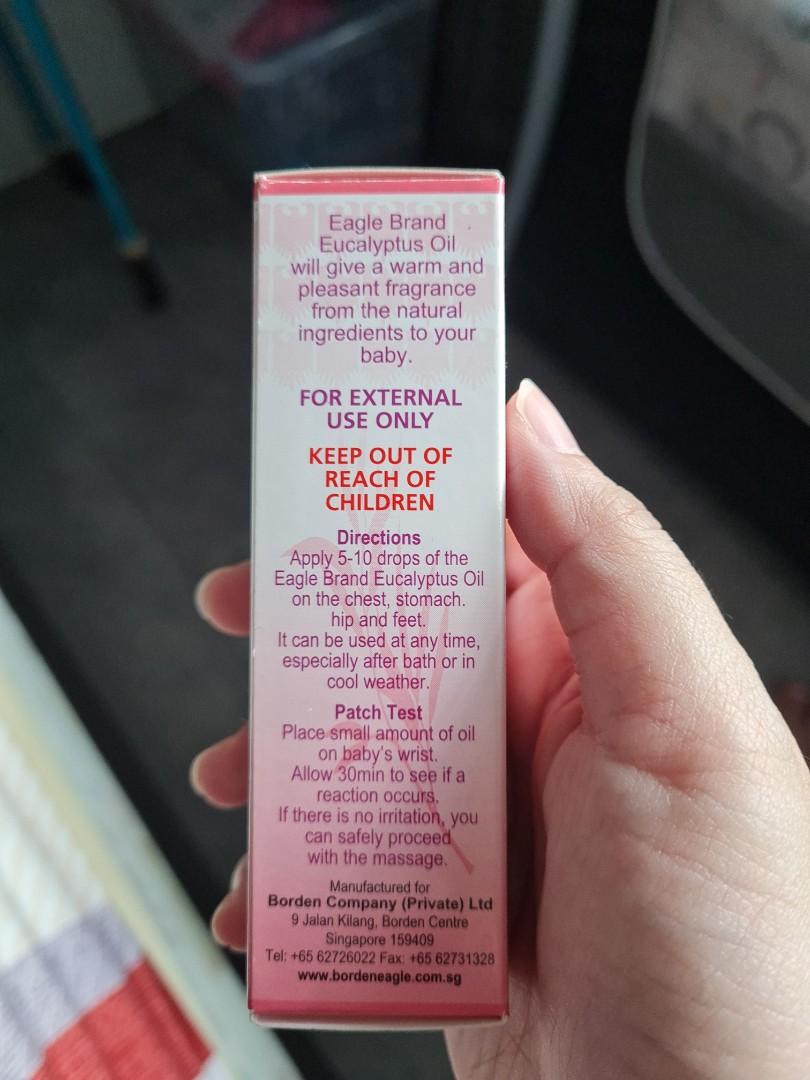 Eagle Brand
Eucalyptus Oil
will give a warm and
pleasant fragrance
from the natural
ingredients to your
baby.
FOR EXTERNAL
USE ONLY
KEEP OUT OF
REACH OF
CHILDREN
Directions
Apply 5-10 drops of the
Eagle Brand Eucalyptus Oil
on the chest, stomach.
hip and feet.
It can be used at any time,
especially after bath or in
cool weather.
Patch Test
Place small amount of oil
on baby's wrist.
Allow 30min to see if a
reaction occurs.
If there is no irritation, you
can safely proceed
with the massage.
Manufactured for
Borden Company (Private) Ltd
9 Jalan Kilang, Borden Centre
Singapore 159409
Tel: +65 62726022 Fax: +65 62731328
www.bordeneagle.com.sg